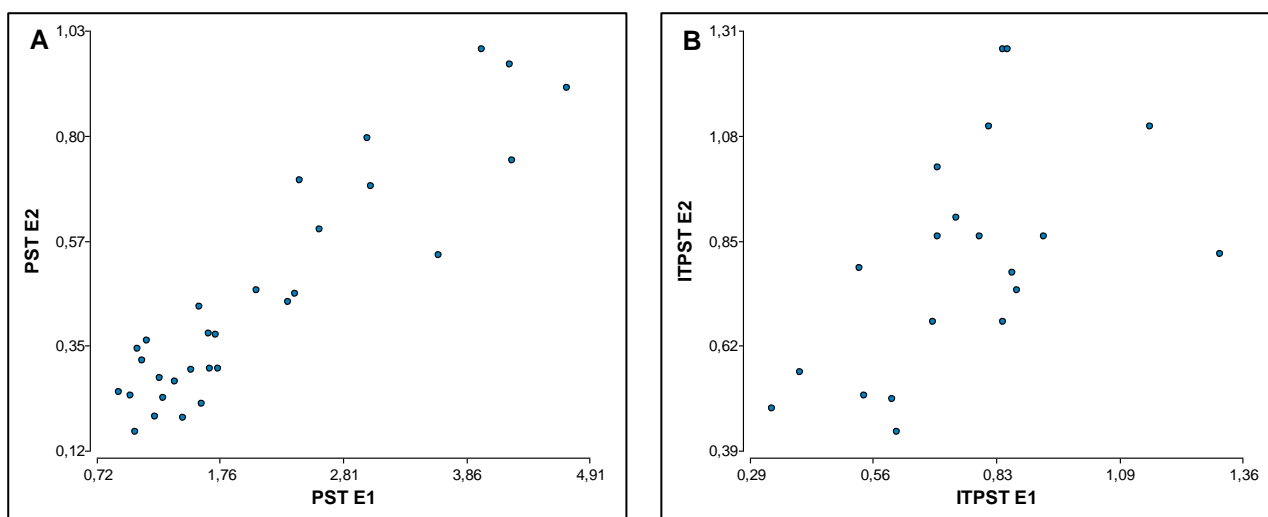 A
1,03
0,80
0,57
0,35
0,12
PST E2
0,72 1,76 2,81 3,86 4,91
PST E1
B
1,31
1,08
0,85
0,62
0,39
ITPST E2
0,29 0,56 0,83 1,09 1,36
ITPST E1